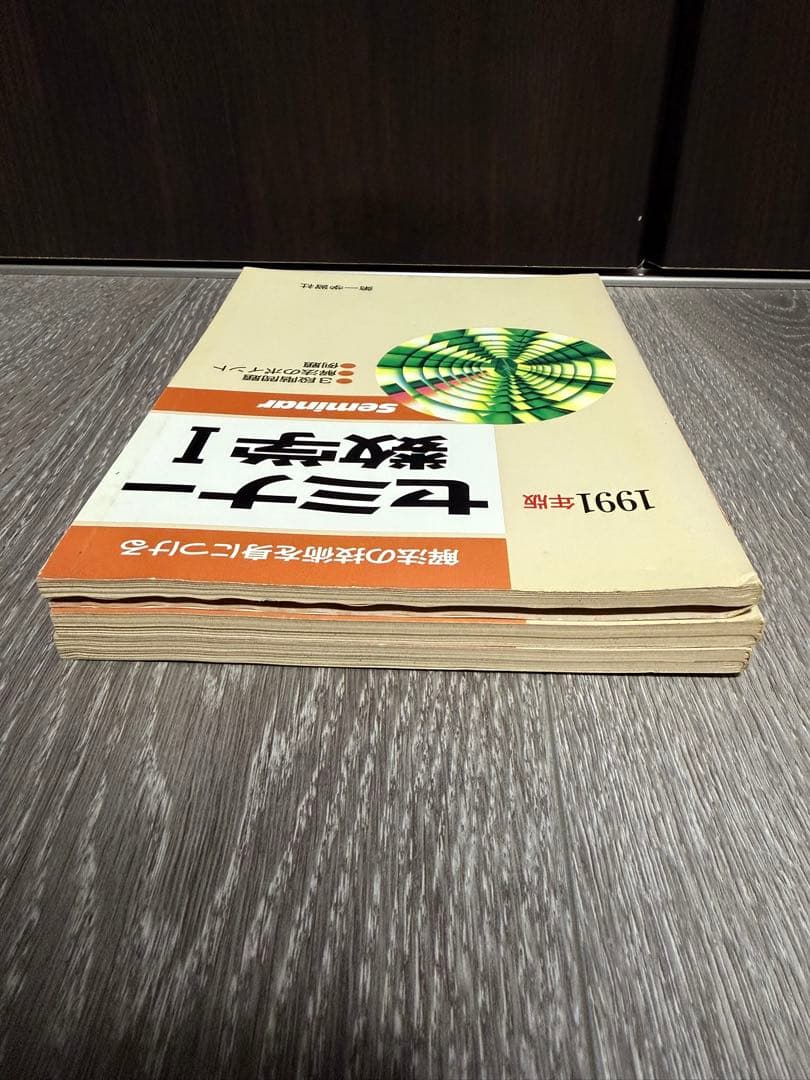 解法の技術を身につける
1991年版
セミナー
数学Ⅰ
seminar
●3段階問題
●解法のポイント
●例題
第一学習社